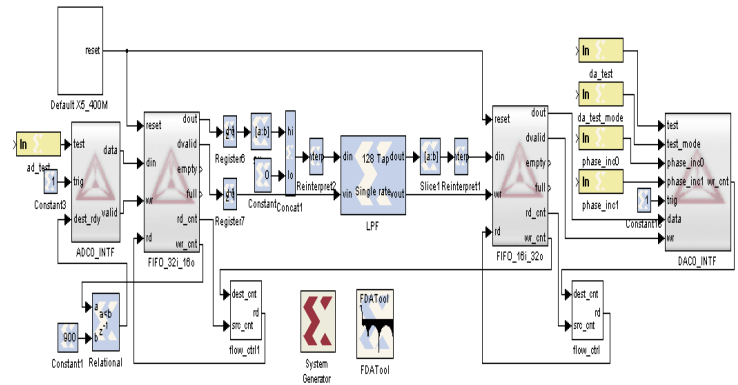 reset
Default X5_400M
In
ad_test
test
data
trig
valid
dest_rdy
1
Constant3
ADC0_INTF
reset
dout
dvalid
din
empty
full
wr
rd_cnt
rd
wr_cnt
FIFO_32i_16o
Register6
[a:b]
Register7
0
Constant
hi
lo
Concat1
Reinterpret2
din
128 Tap
dout
vin
Single rate
vout
LPF
[a:b]
Slice1
Reinterpret1
reset
dout
dvalid
din
empty
full
wr
rd_cnt
rd
wr_cnt
FIFO_16i_32o
In
da_test
In
da_test_mode
In
phase_inc0
In
phase_inc1
1
test
test_mode
phase_inc0
phase_inc1
wr_cnt
trig
data
wr
DAC0_INTF
900
Constant1
a
a<b
z-1
b
Relational
dest_cnt
rd
src_cnt
flow_ctrl1
System
Generator
FDATool
FDATool
dest_cnt
rd
src_cnt
flow_ctrl